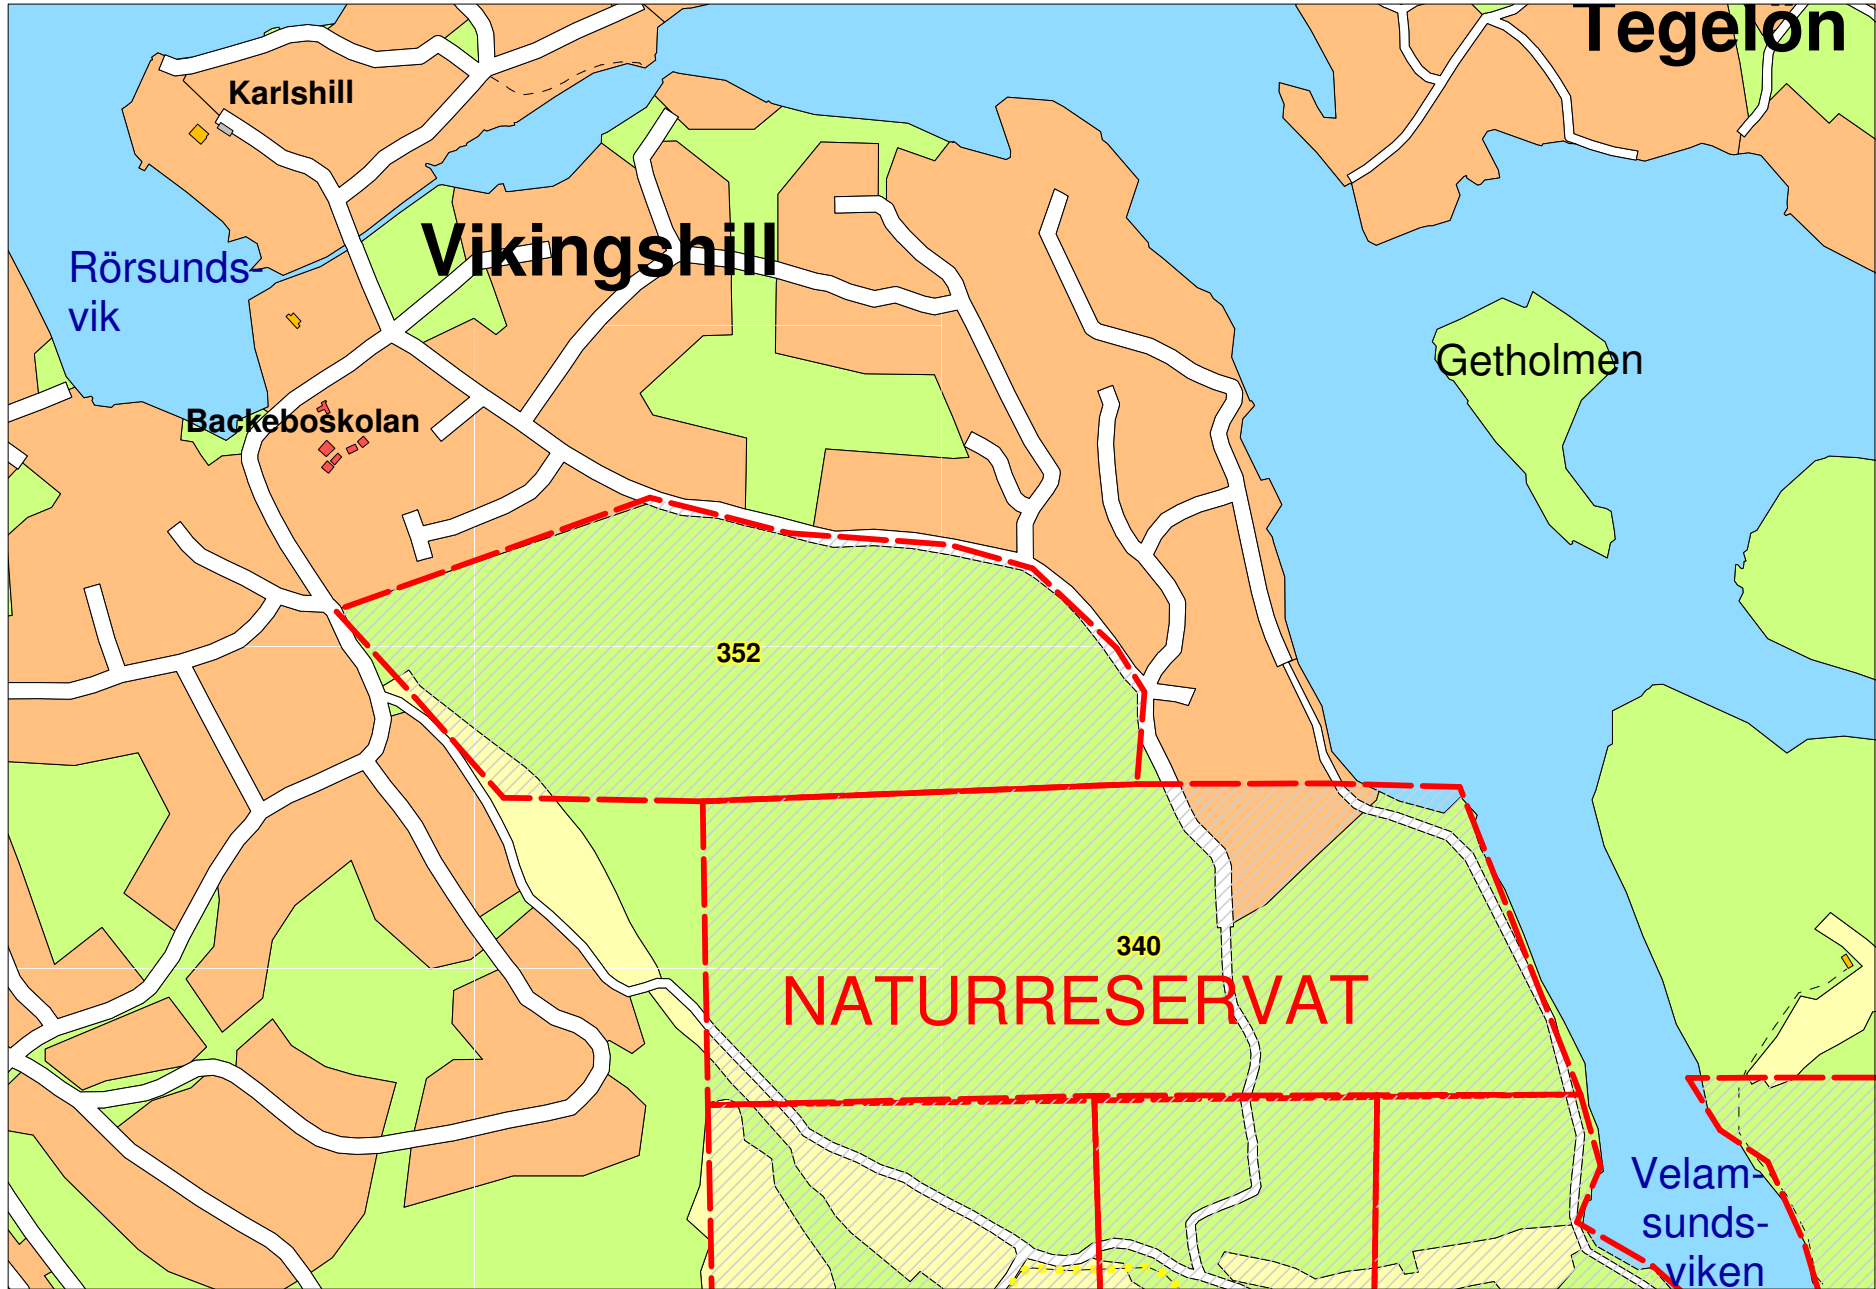 Tegelön
Karlshill
Vikingshill
Rörsunds-
vik
Getholmen
Backeboskolan
352
340
NATURRESERVAT
Velam-
sunds-
viken